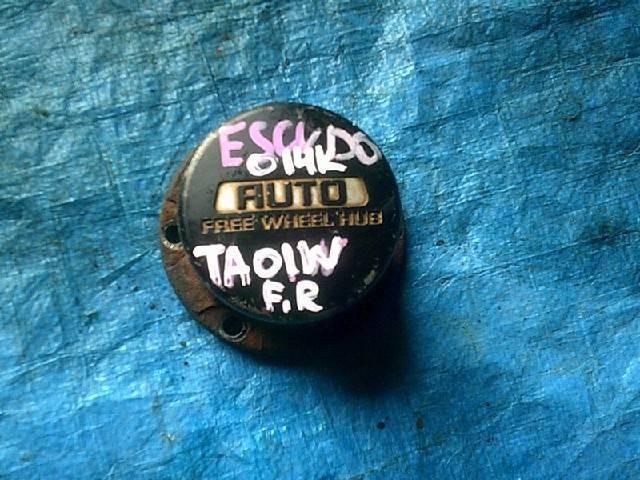 ESCUDO
014K
AUTO
FREE WHEEL HUB
TA01W
F.R